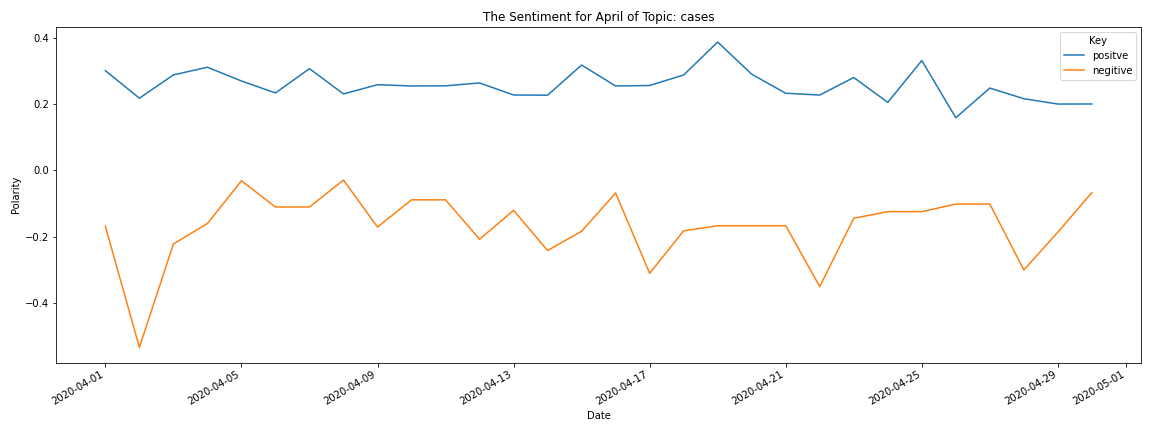 The Sentiment for April of Topic: cases
Key
positve
negitive
0.4
0.2
0.0
−0.2
−0.4
Polarity
2020-04-01
2020-04-05
2020-04-09
2020-04-13
2020-04-17
2020-04-21
2020-04-25
2020-04-29
2020-05-01
Date